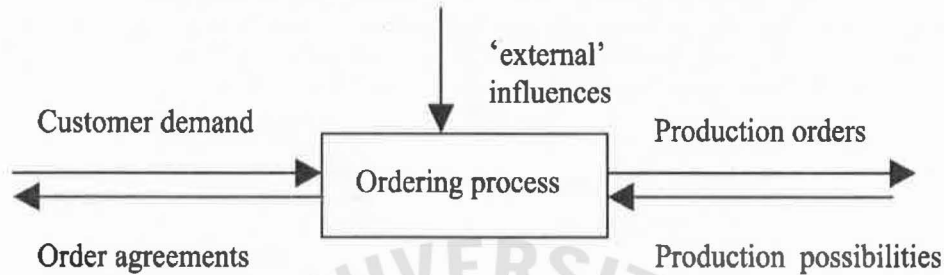 ‘external’
influences
Customer demand
Production orders
Ordering process
Order agreements
Production possibilities